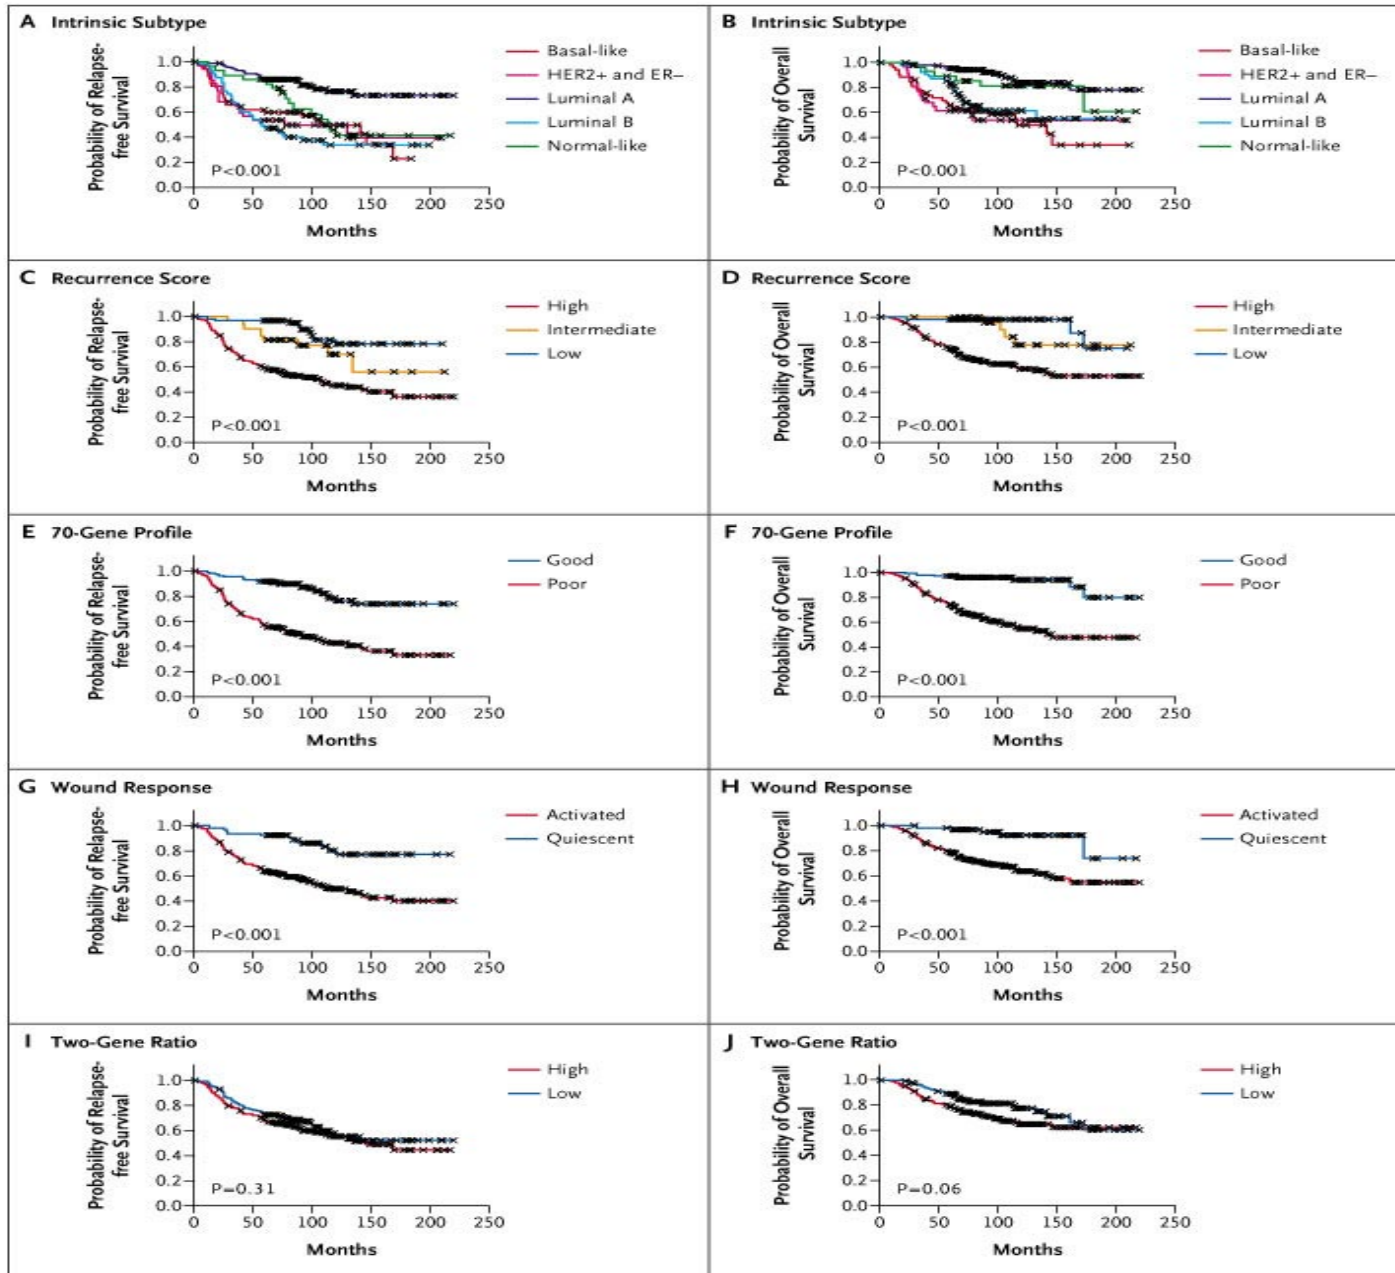 A Intrinsic Subtype
Probability of Relapse-
free Survival
1.0
0.8
0.6
0.4
0.2
0.0
P<0.001
0 50 100 150 200 250
Months
Basal-like
HER2+ and ER−
Luminal A
Luminal B
Normal-like
B Intrinsic Subtype
Probability of Overall
Survival
1.0
0.8
0.6
0.4
0.2
0.0
P<0.001
0 50 100 150 200 250
Months
Basal-like
HER2+ and ER−
Luminal A
Luminal B
Normal-like
C Recurrence Score
Probability of Relapse-
free Survival
1.0
0.8
0.6
0.4
0.2
0.0
P<0.001
0 50 100 150 200 250
Months
High
Intermediate
Low
D Recurrence Score
Probability of Overall
Survival
1.0
0.8
0.6
0.4
0.2
0.0
P<0.001
0 50 100 150 200 250
Months
High
Intermediate
Low
E 70-Gene Profile
Probability of Relapse-
free Survival
1.0
0.8
0.6
0.4
0.2
0.0
P<0.001
0 50 100 150 200 250
Months
Good
Poor
F 70-Gene Profile
Probability of Overall
Survival
1.0
0.8
0.6
0.4
0.2
0.0
P<0.001
0 50 100 150 200 250
Months
Good
Poor
G Wound Response
Probability of Relapse-
free Survival
1.0
0.8
0.6
0.4
0.2
0.0
P<0.001
0 50 100 150 200 250
Months
Activated
Quiescent
H Wound Response
Probability of Overall
Survival
1.0
0.8
0.6
0.4
0.2
0.0
P<0.001
0 50 100 150 200 250
Months
Activated
Quiescent
I Two-Gene Ratio
Probability of Relapse-
free Survival
1.0
0.8
0.6
0.4
0.2
0.0
P=0.31
0 50 100 150 200 250
Months
High
Low
J Two-Gene Ratio
Probability of Overall
Survival
1.0
0.8
0.6
0.4
0.2
0.0
P=0.06
0 50 100 150 200 250
Months
High
Low